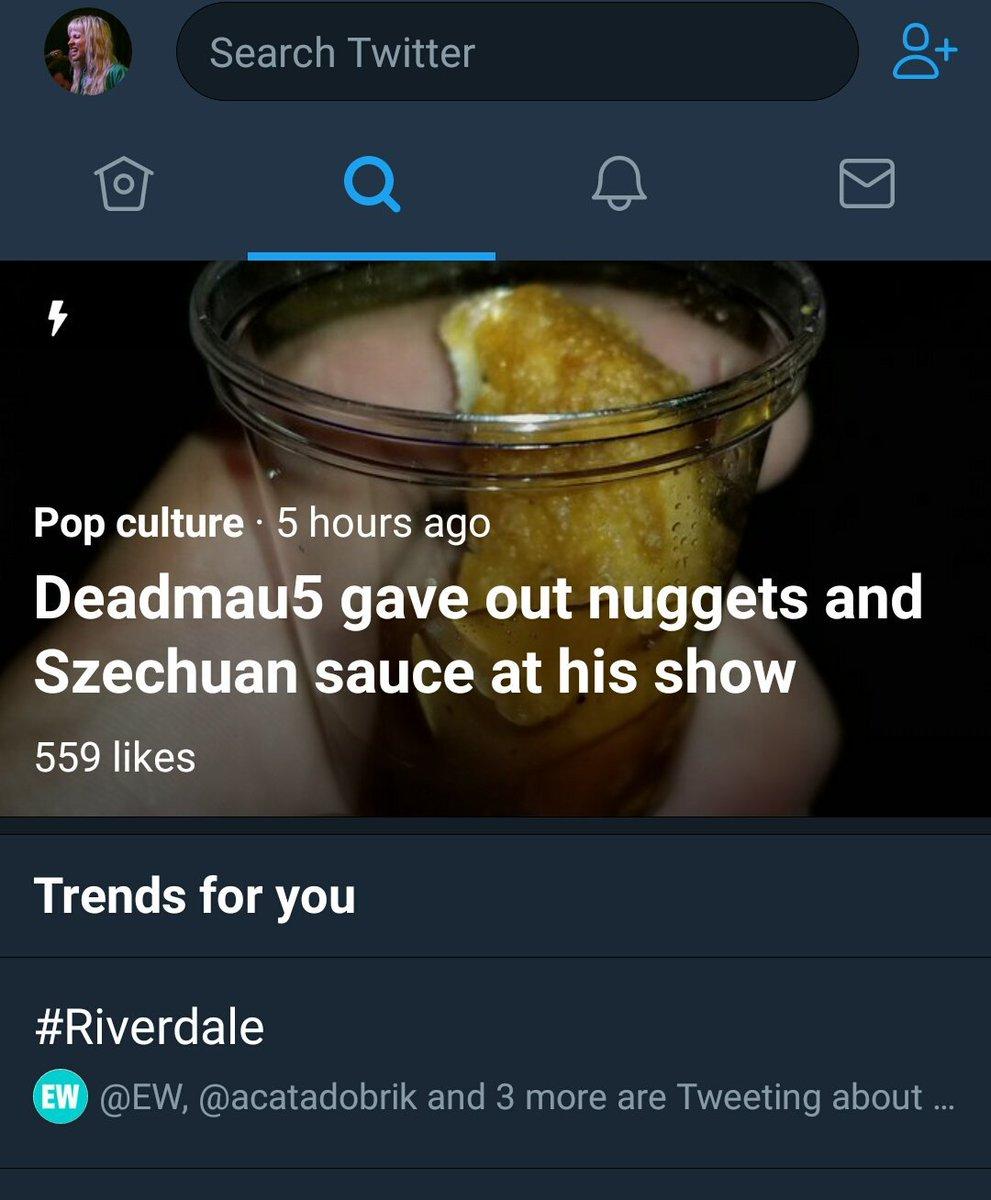 Search Twitter
Pop culture · 5 hours ago
Deadmau5 gave out nuggets and
Szechuan sauce at his show
559 likes
Trends for you
#Riverdale
EW @EW, @acatadobrik and 3 more are Tweeting about ...